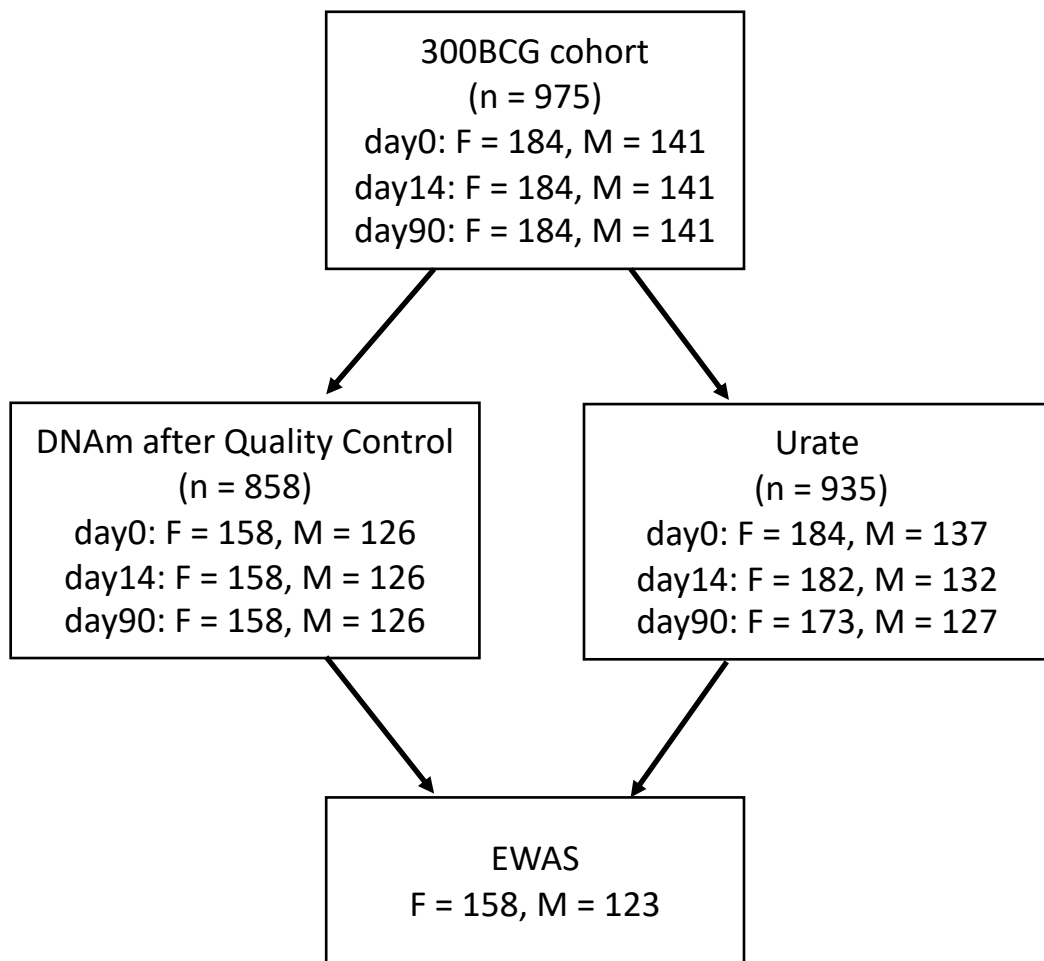 300BCG cohort
(n = 975)
day0: F = 184, M = 141
day14: F = 184, M = 141
day90: F = 184, M = 141
DNAm after Quality Control
(n = 858)
day0: F = 158, M = 126
day14: F = 158, M = 126
day90: F = 158, M = 126
Urate
(n = 935)
day0: F = 184, M = 137
day14: F = 182, M = 132
day90: F = 173, M = 127
EWAS
F = 158, M = 123